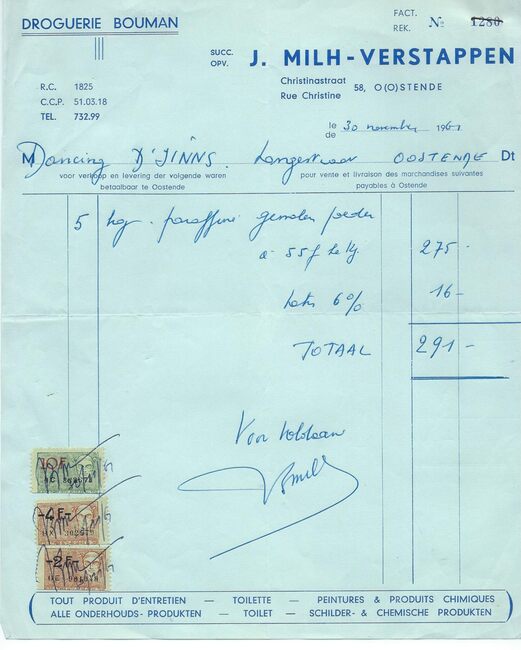 DROGUERIE BOUMAN
FACT.
REK.
№ 1280
SUCC.
OPV.
J. MILH-VERSTAPPEN
R.C. 1825
C.C.P. 51.03.18
TEL. 732.99
Christinastraat
Rue Christine
58, O(O)STENDE
le
de
30 november 1961
M Dancing D'JINNS. Langestraat OOSTENDE Dt
voor verkoop en levering der volgende waren
betaalbaar te Oostende
pour vente et livraison des marchandises suivantes
payables à Ostende
5 kg. paraffine gemalen poeder
à 55 f le kg. 275-
6% 16-
TOTAAL 291-
Voor voldaan
10F
-4Fr
-2Fr
TOUT PRODUIT D'ENTRETIEN — TOILETTE — PEINTURES & PRODUITS CHIMIQUES
ALLE ONDERHOUDS-PRODUKTEN — TOILET — SCHILDER- & CHEMISCHE PRODUKTEN